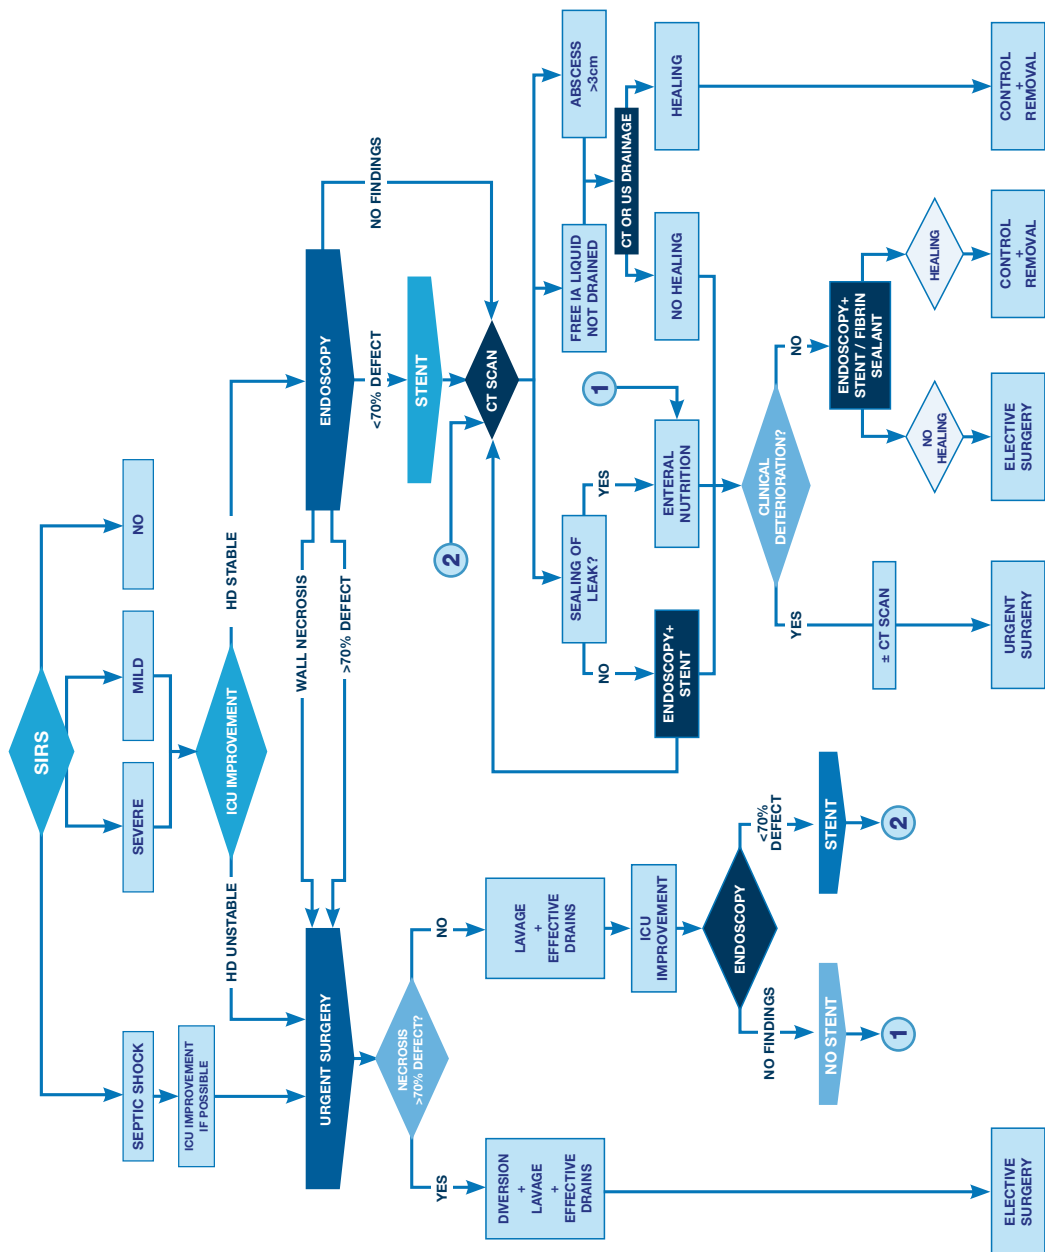 SIRS
SEPTIC SHOCK
SEVERE
MILD
NO
ICU IMPROVEMENT
IF POSSIBLE
ICU IMPROVEMENT
HD UNSTABLE
HD STABLE
URGENT SURGERY
WALL NECROSIS
>70% DEFECT
ENDOSCOPY
NO FINDINGS
<70% DEFECT
STENT
2
CT SCAN
NECROSIS
>70% DEFECT?
YES
NO
DIVERSION
+
LAVAGE
+
EFFECTIVE
DRAINS
LAVAGE
+
EFFECTIVE
DRAINS
ICU
IMPROVEMENT
ENDOSCOPY
NO FINDINGS
<70%
DEFECT
NO STENT
STENT
1
2
ELECTIVE
SURGERY
SEALING OF
LEAK?
NO
YES
ENDOSCOPY+
STENT
ENTERAL
NUTRITION
1
FREE IA LIQUID
NOT DRAINED
ABSCESS
>3cm
CT OR US DRAINAGE
NO HEALING
HEALING
CLINICAL
DETERIORATION?
YES
NO
± CT SCAN
ENDOSCOPY+
STENT / FIBRIN
SEALANT
NO
HEALING
HEALING
URGENT
SURGERY
ELECTIVE
SURGERY
CONTROL
+
REMOVAL
CONTROL
+
REMOVAL